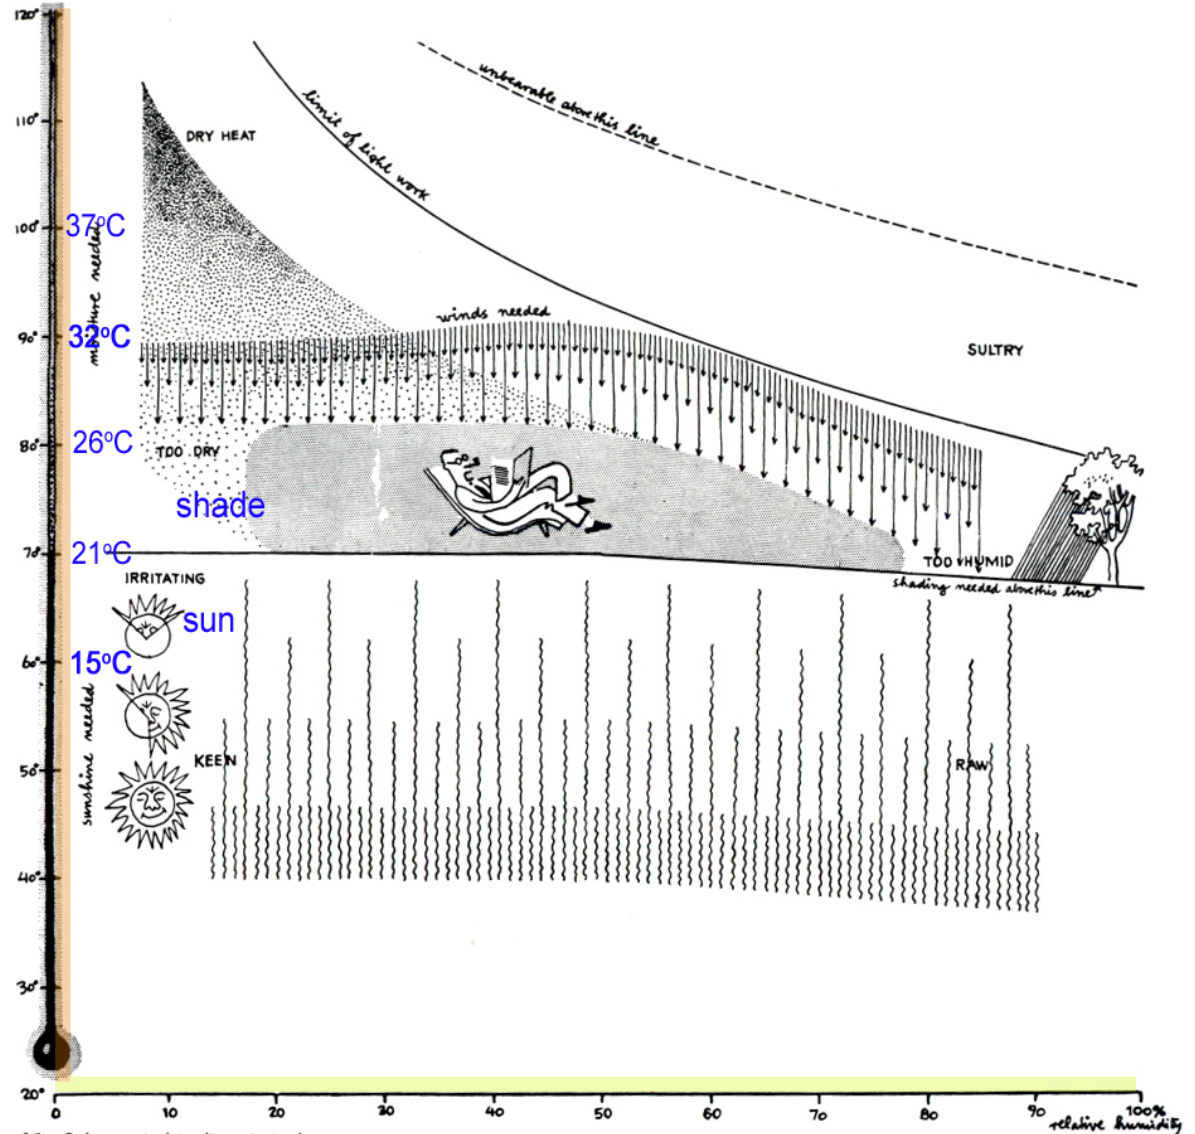 120°
unbearable above this line
limit of light work
110°
DRY HEAT
100°
37°C
moisture needed
winds needed
90°
32°C
SULTRY
80°
26°C
TOO DRY
shade
70°
21°C
TOO HUMID
shading needed above this line
IRRITATING
sun
60°
15°C
sunshine needed
KEEN
RAW
50°
40°
30°
20°
0 10 20 30 40 50 60 70 80 90 100%
relative humidity